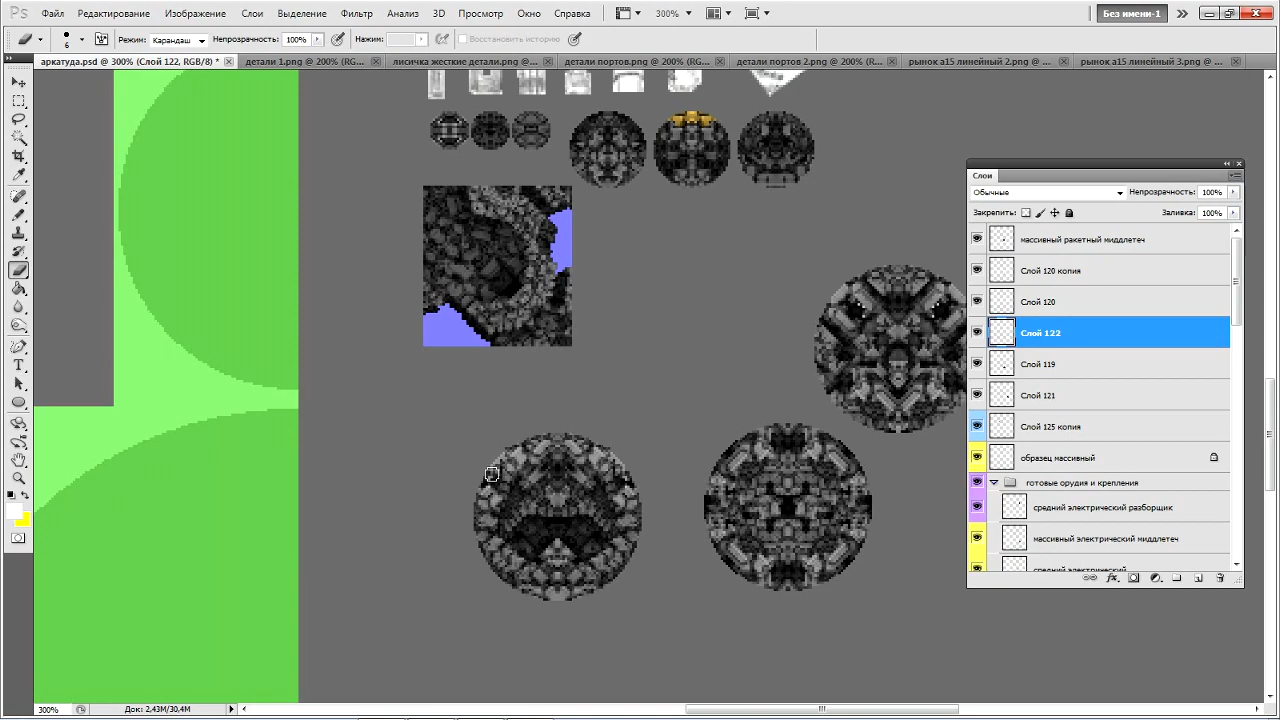 Ps Файл Редактирование Изображение Слои Выделение Фильтр Анализ 3D Просмотр Окно Справка 300% Без имени-1
6 Режим: Карандаш Непрозрачность: 100% Нажим: Восстановить историю
аркатуда.psd @ 300% (Слой 122, RGB/8) * детали 1.png @ 200% (RG... лисичка жесткие детали.png @... детали портов.png @ 200% (RG... детали портов 2.png @ 200% (R... рынок а15 линейный 2.png @ ... рынок а15 линейный 3.png @ ...
Слои
Обычные Непрозрачность: 100%
Закрепить: Заливка: 100%
массивный ракетный миддлетеч
Слой 120 копия
Слой 120
Слой 122
Слой 119
Слой 121
Слой 125 копия
образец массивный
готовые орудия и крепления
средний электрический разборщик
массивный электрический миддлетеч
средний электрический
300% Док: 2,43M/30,4M